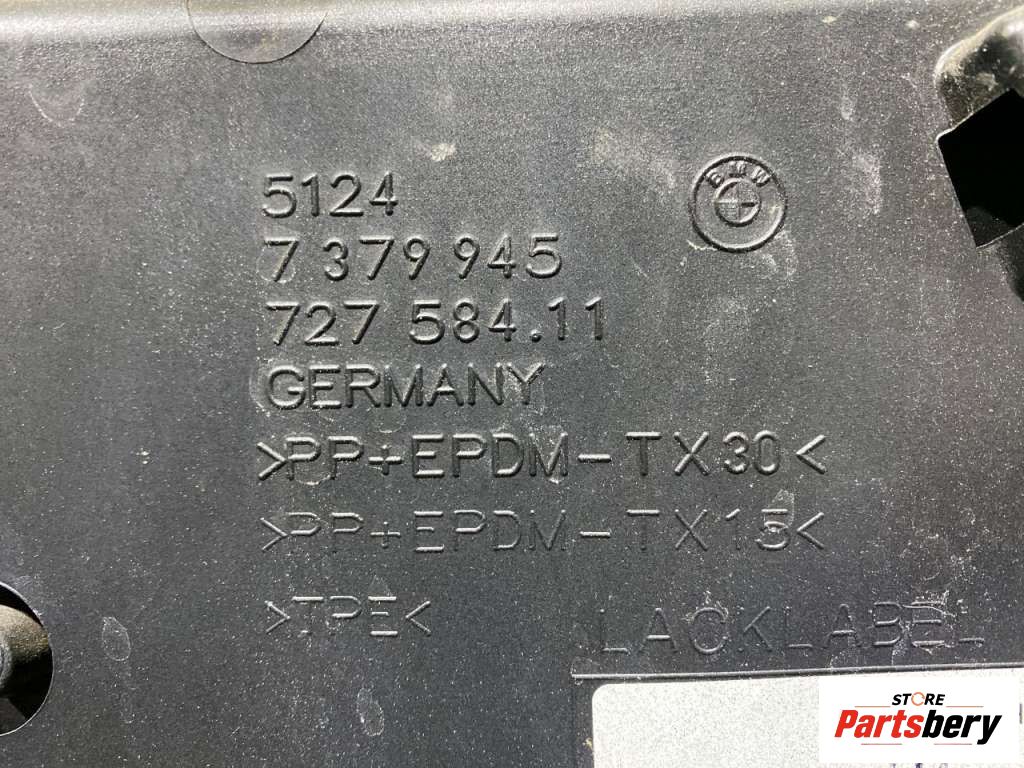 5124
BMW
7 379 945
727 584.11
GERMANY
>PP+EPDM-TX30<
>PP+EPDM-TX15<
>TPE<
LACKLABEL
STORE
Partsbery